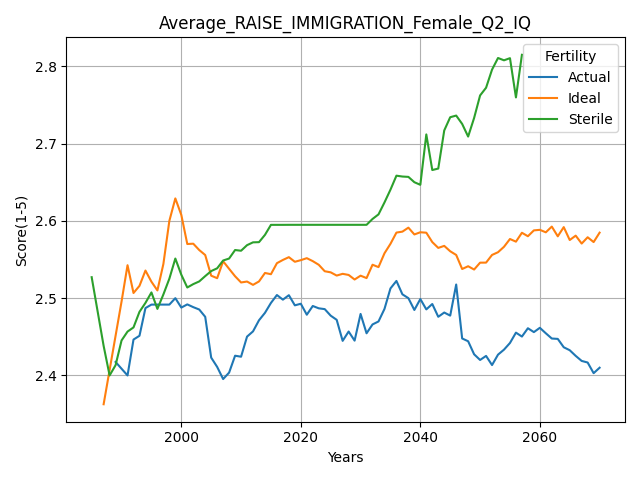 Average_RAISE_IMMIGRATION_Female_Q2_IQ
Fertility
Actual
Ideal
Sterile
Score(1-5)
2.8
2.7
2.6
2.5
2.4
2000
2020
2040
2060
Years